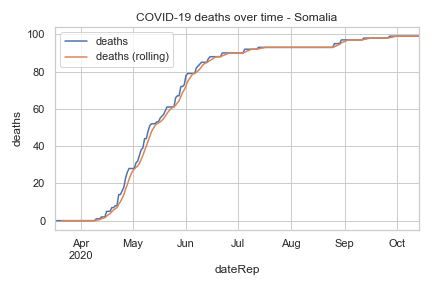 COVID-19 deaths over time - Somalia
deaths
deaths (rolling)
100
80
60
40
20
0
deaths
Apr
2020
May
Jun
Jul
Aug
Sep
Oct
dateRep